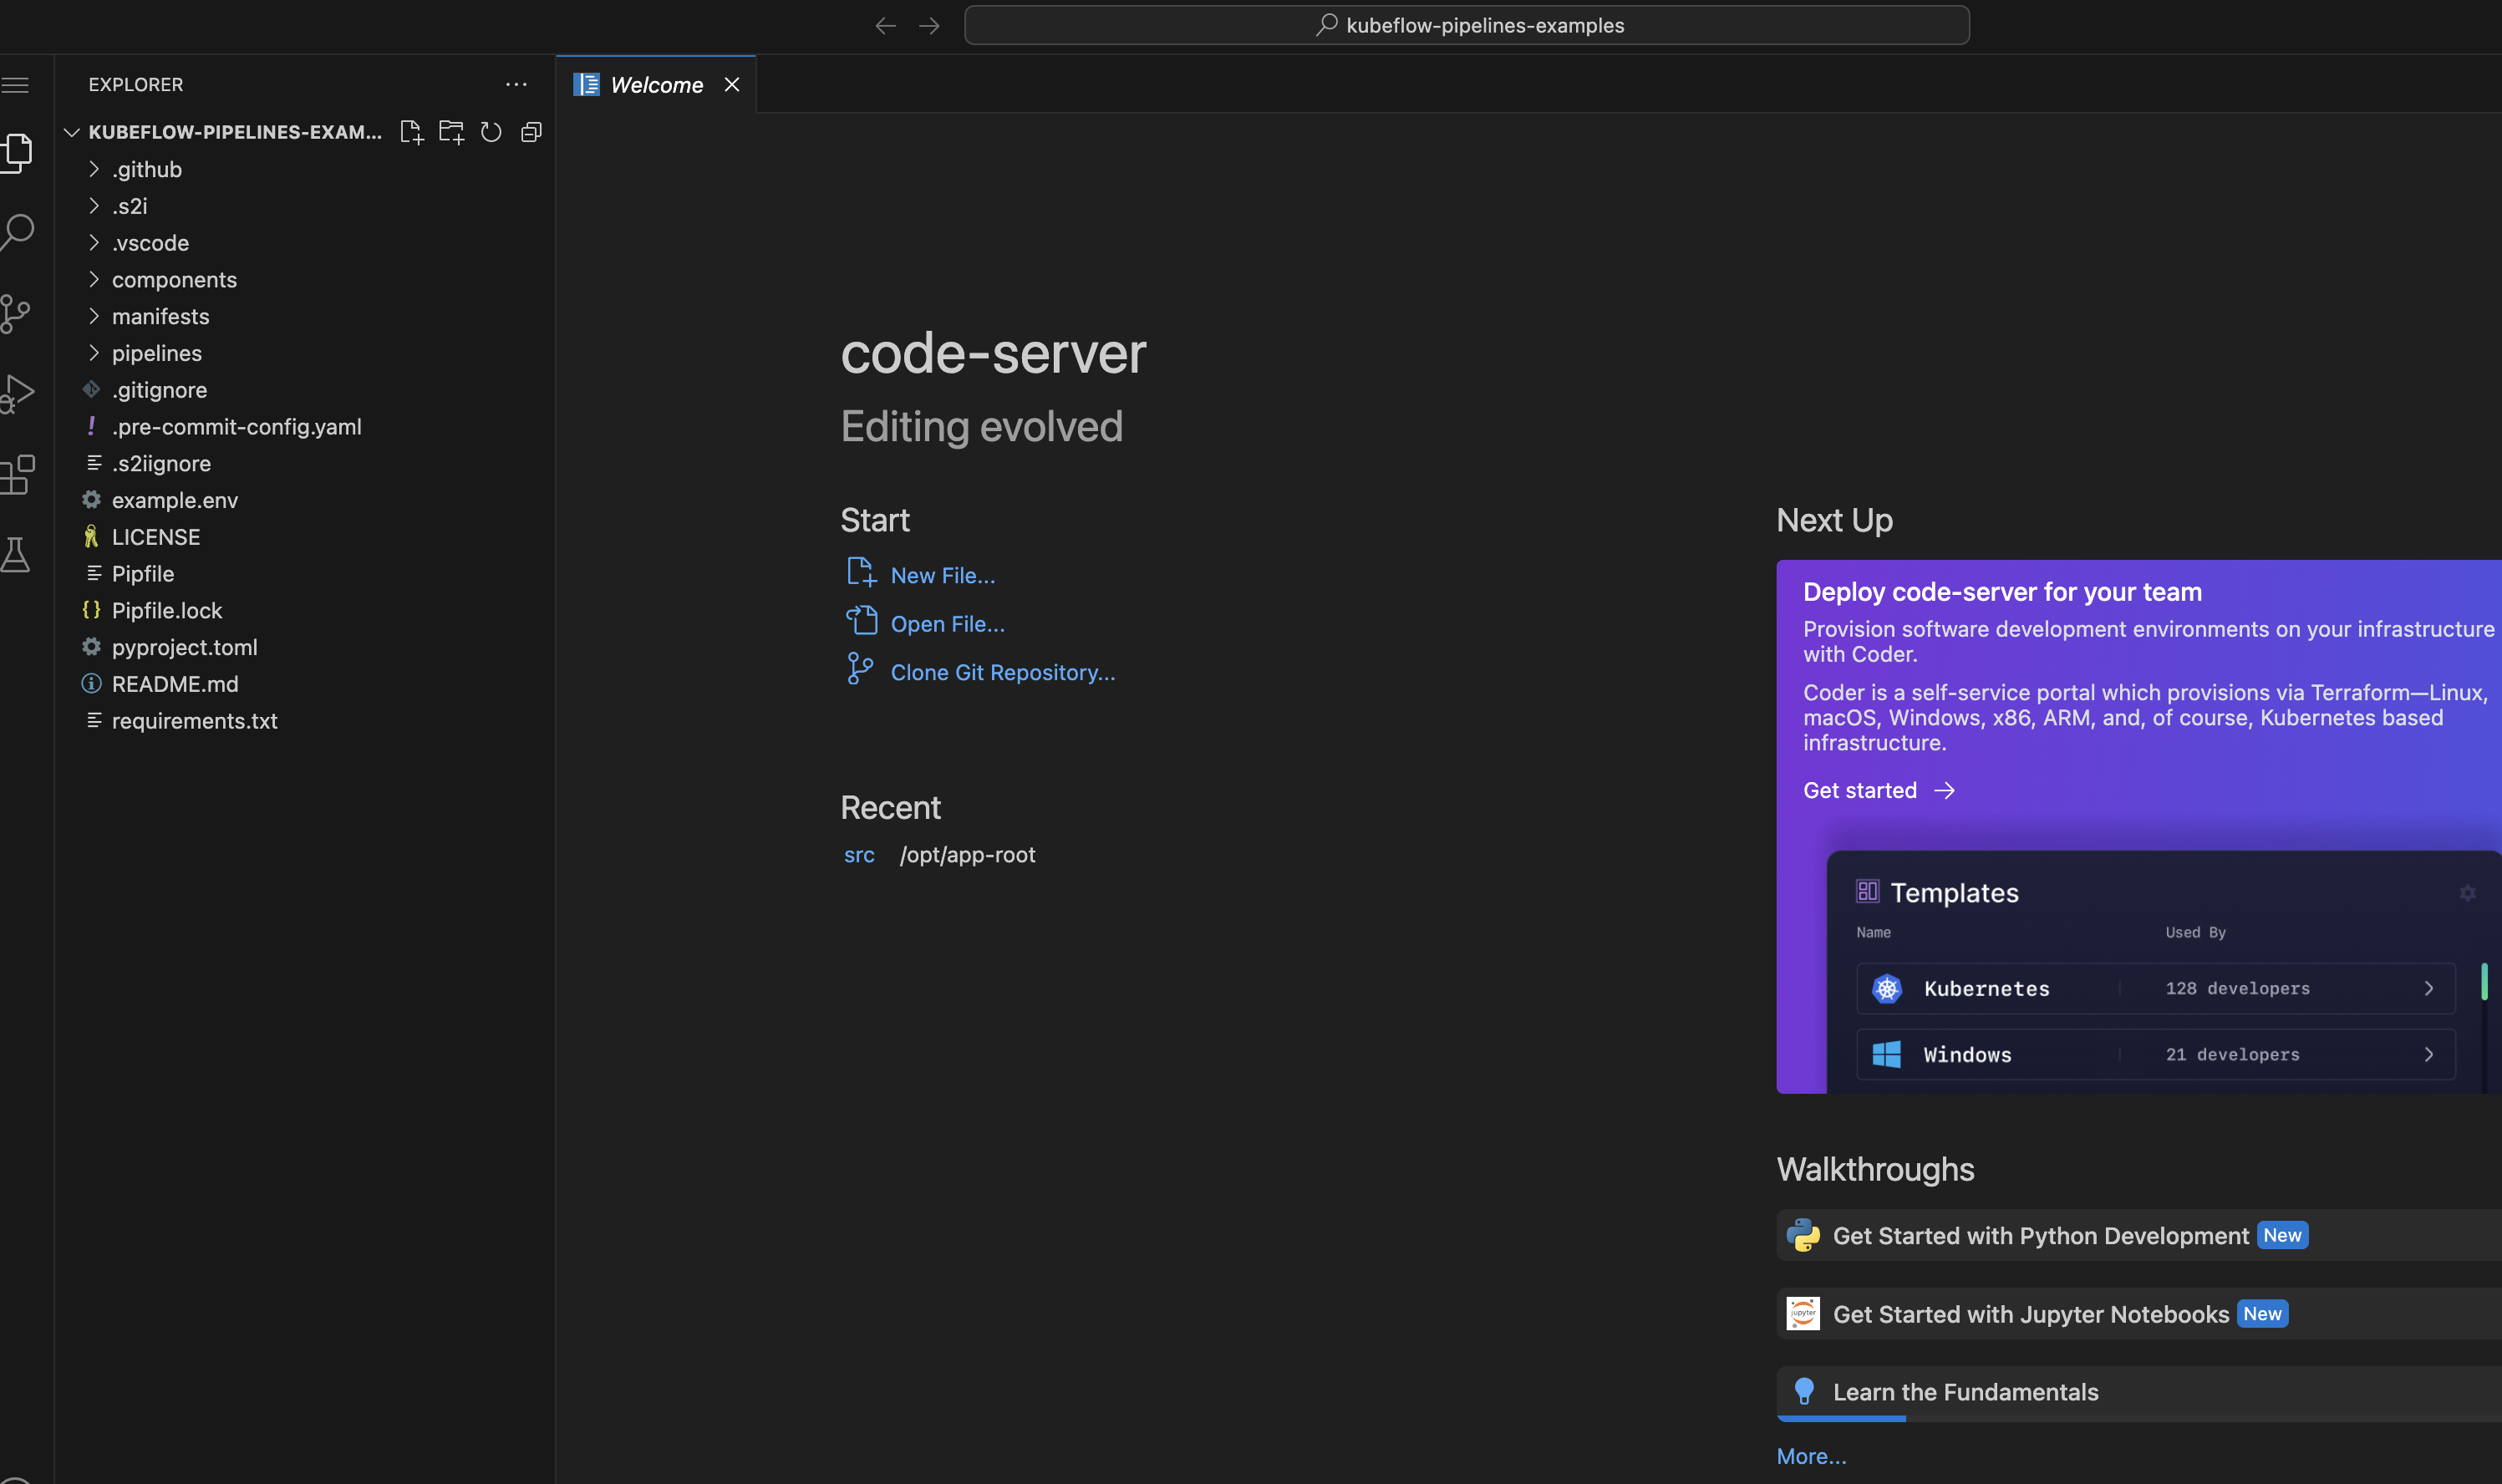 kubeflow-pipelines-examples
EXPLORER
KUBEFLOW-PIPELINES-EXAM...
.github
.s2i
.vscode
components
manifests
pipelines
.gitignore
.pre-commit-config.yaml
.s2iignore
example.env
LICENSE
Pipfile
Pipfile.lock
pyproject.toml
README.md
requirements.txt
Welcome
code-server
Editing evolved
Start
New File...
Open File...
Clone Git Repository...
Recent
src /opt/app-root
Next Up
Deploy code-server for your team
Provision software development environments on your infrastructure
with Coder.
Coder is a self-service portal which provisions via Terraform—Linux,
macOS, Windows, x86, ARM, and, of course, Kubernetes based
infrastructure.
Get started →
Templates
Name Used By
Kubernetes 128 developers
Windows 21 developers
Walkthroughs
Get Started with Python Development New
jupyter
Get Started with Jupyter Notebooks New
Learn the Fundamentals
More...